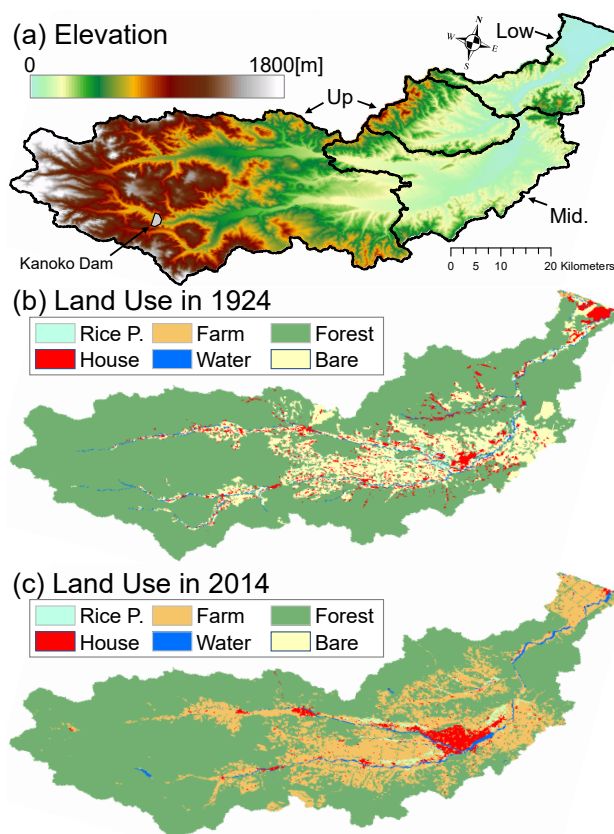 (a) Elevation
N
W
E
S
Low
0
1800[m]
Up
Mid.
Kanoko Dam
0 5 10 20 Kilometers
(b) Land Use in 1924
Rice P. Farm Forest
House Water Bare
(c) Land Use in 2014
Rice P. Farm Forest
House Water Bare